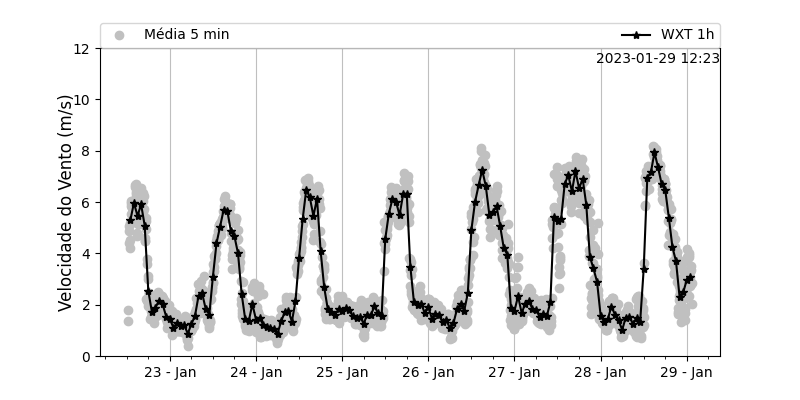 Média 5 min
WXT 1h
2023-01-29 12:23
Velocidade do Vento (m/s)
12
10
8
6
4
2
0
23 - Jan
24 - Jan
25 - Jan
26 - Jan
27 - Jan
28 - Jan
29 - Jan